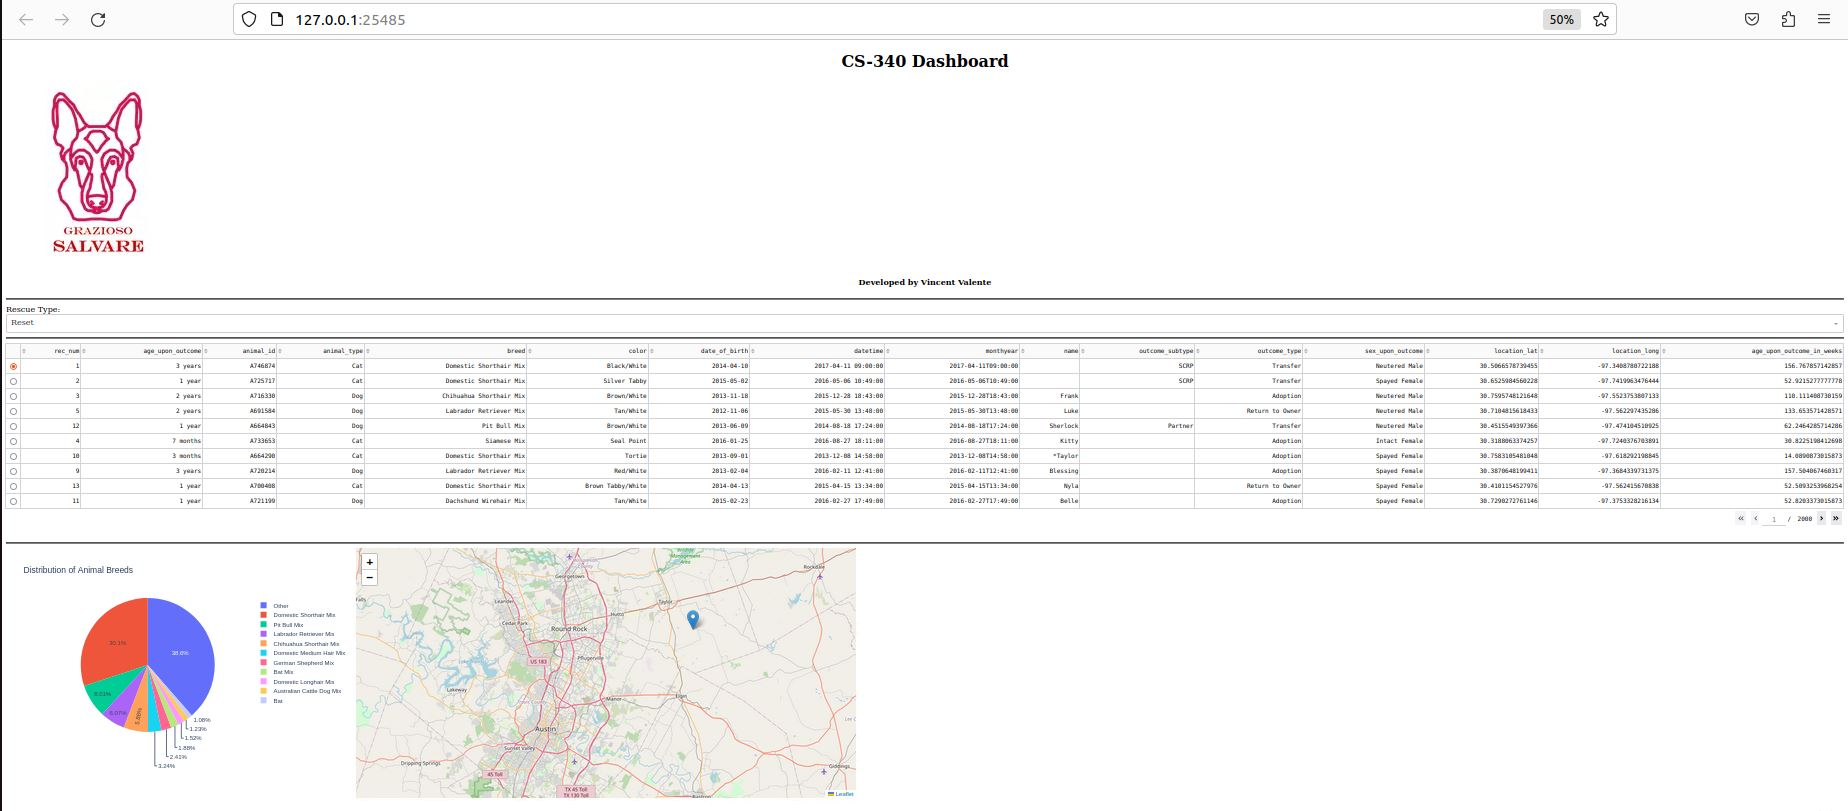 127.0.0.1:25485 50%
CS-340 Dashboard
GRAZIOSO
SALVARE
Developed by Vincent Valente
Rescue Type:
Reset
rec_num age_upon_outcome animal_id animal_type breed color date_of_birth datetime monthyear name outcome_subtype outcome_type sex_upon_outcome location_lat location_long age_upon_outcome_in_weeks
1 3 years A746874 Cat Domestic Shorthair Mix Black/White 2014-04-10 2017-04-11 09:00:00 2017-04-11T09:00:00 SCRP Transfer Neutered Male 30.5066578739455 -97.3408780722188 156.767857142857
2 1 year A725717 Cat Domestic Shorthair Mix Silver Tabby 2015-05-02 2016-05-06 10:49:00 2016-05-06T10:49:00 SCRP Transfer Spayed Female 30.6525984560228 -97.7419963476444 52.9215277777778
3 2 years A716330 Dog Chihuahua Shorthair Mix Brown/White 2013-11-18 2015-12-28 18:43:00 2015-12-28T18:43:00 Frank Adoption Neutered Male 30.7595748121648 -97.5523753807133 110.111408730159
5 2 years A691584 Dog Labrador Retriever Mix Tan/White 2012-11-06 2015-05-30 13:48:00 2015-05-30T13:48:00 Luke Return to Owner Neutered Male 30.7104815618433 -97.562297435286 133.653571428571
12 1 year A664843 Dog Pit Bull Mix Brown/White 2013-06-09 2014-08-18 17:24:00 2014-08-18T17:24:00 Sherlock Partner Transfer Neutered Male 30.4515549397366 -97.474104510925 62.2464285714286
4 7 months A733653 Cat Siamese Mix Seal Point 2016-01-25 2016-08-27 18:11:00 2016-08-27T18:11:00 Kitty Adoption Intact Female 30.3188063374257 -97.7240376703891 30.8225198412698
10 3 months A664290 Cat Domestic Shorthair Mix Tortie 2013-09-01 2013-12-08 14:58:00 2013-12-08T14:58:00 *Taylor Adoption Spayed Female 30.7583105481048 -97.618292198845 14.0890873015873
9 3 years A720214 Dog Labrador Retriever Mix Red/White 2013-02-04 2016-02-11 12:41:00 2016-02-11T12:41:00 Blessing Adoption Spayed Female 30.3870648199411 -97.3684339731375 157.504067460317
13 1 year A700408 Cat Domestic Shorthair Mix Brown Tabby/White 2014-04-13 2015-04-15 13:34:00 2015-04-15T13:34:00 Nyla Return to Owner Spayed Female 30.4101154527976 -97.562415670838 52.5093253968254
11 1 year A721199 Dog Dachshund Wirehair Mix Tan/White 2015-02-23 2016-02-27 17:49:00 2016-02-27T17:49:00 Belle Adoption Spayed Female 30.7290272761146 -97.3753328216134 52.8203373015873
« ‹ 1 / 2000 › »
Distribution of Animal Breeds
Other
Domestic Shorthair Mix
Pit Bull Mix
Labrador Retriever Mix
Chihuahua Shorthair Mix
Domestic Medium Hair Mix
German Shepherd Mix
Bat Mix
Domestic Longhair Mix
Australian Cattle Dog Mix
Bat
30.1%
38.6%
8.01%
1.08%
1.23%
1.52%
1.88%
2.41%
3.24%
+
−
Georgetown
Rockdale
Leander
Taylor
Hutto
Cedar Park
Round Rock
Pflugerville
US 183
Lakeway
Manor
Elgin
Austin
Sunset Valley
Dripping Springs
45 Toll
Giddings
TX 45 Toll
TX 130 Toll
Bastrop
Leaflet